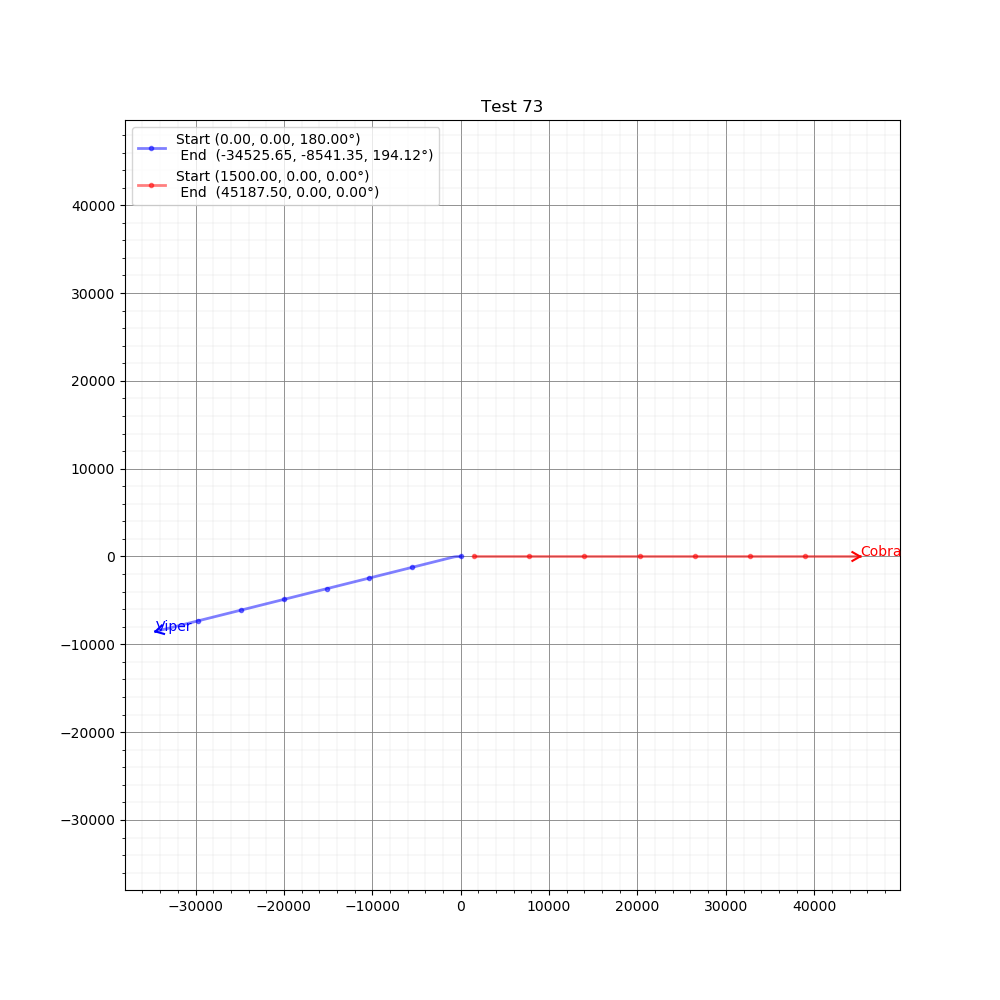 Test 73
Start (0.00, 0.00, 180.00°)
End (-34525.65, -8541.35, 194.12°)
Start (1500.00, 0.00, 0.00°)
End (45187.50, 0.00, 0.00°)
40000
30000
20000
10000
0
−10000
−20000
−30000
Cobra
Viper
−30000 −20000 −10000 0 10000 20000 30000 40000